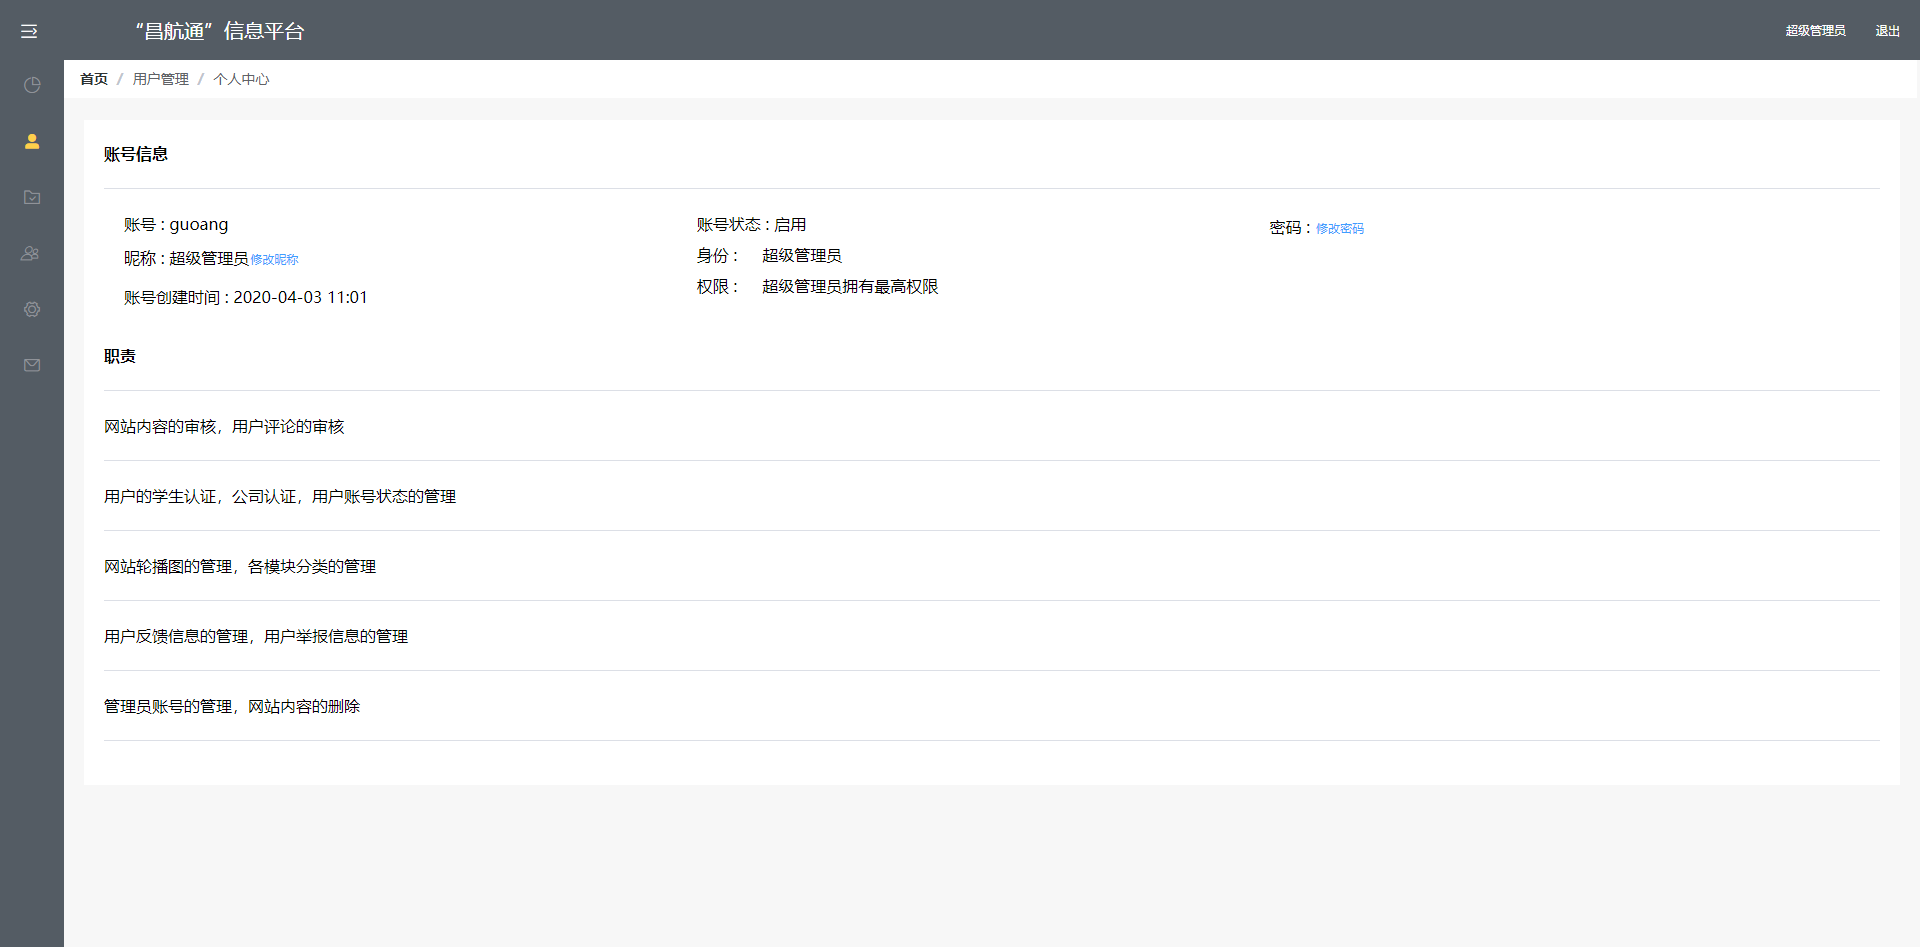 “昌航通”信息平台
超级管理员 退出
首页 / 用户管理 / 个人中心
账号信息
账号 : guoang
昵称 : 超级管理员修改昵称
账号创建时间 : 2020-04-03 11:01
账号状态 : 启用
身份： 超级管理员
权限： 超级管理员拥有最高权限
密码：修改密码
职责
网站内容的审核，用户评论的审核
用户的学生认证，公司认证，用户账号状态的管理
网站轮播图的管理，各模块分类的管理
用户反馈信息的管理，用户举报信息的管理
管理员账号的管理，网站内容的删除